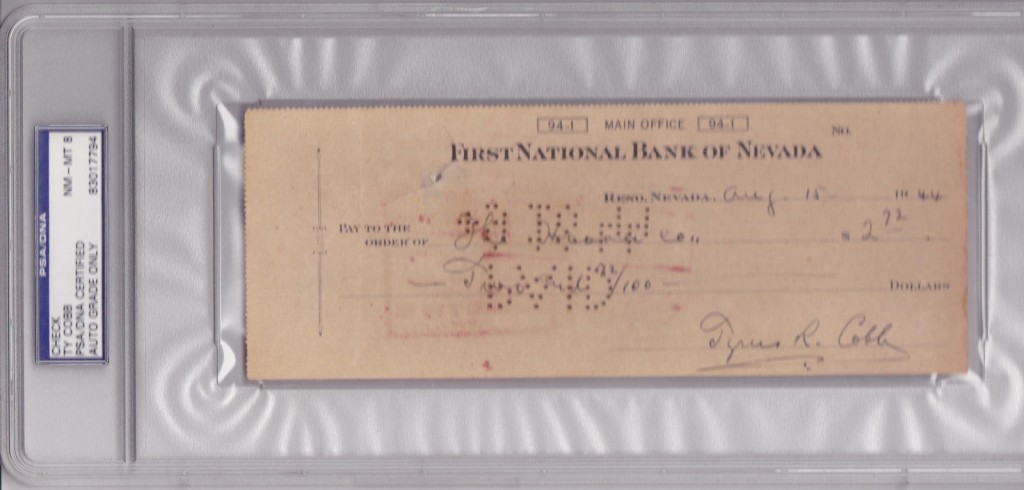 PSA/DNA
CHECK NM - MT 8
TY COBB 83017794
PSA/DNA CERTIFIED
AUTO GRADE ONLY
94-1 MAIN OFFICE 94-1
No.
FIRST NATIONAL BANK OF NEVADA
RENO, NEVADA, Aug. 15 1944
PAY TO THE
ORDER OF Co., $ 2 72
72/100 DOLLARS
Tyrus R. Cobb